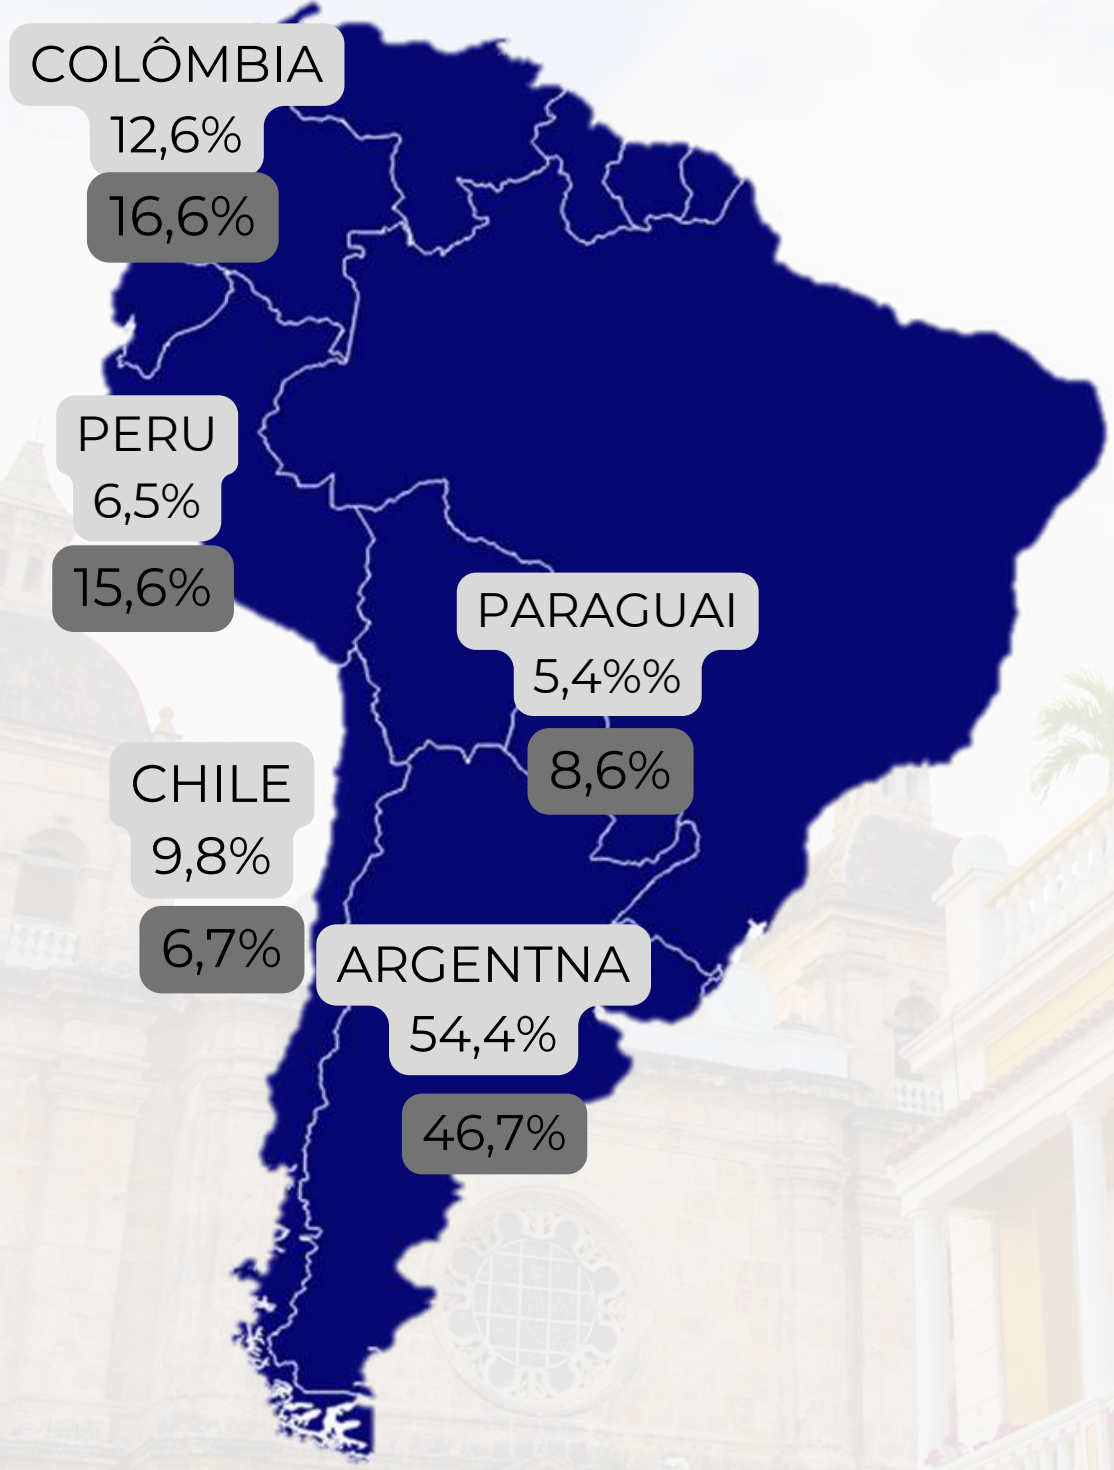 COLÔMBIA
12,6%
16,6%
PERU
6,5%
15,6%
PARAGUAI
5,4%%
8,6%
CHILE
9,8%
6,7%
ARGENTNA
54,4%
46,7%